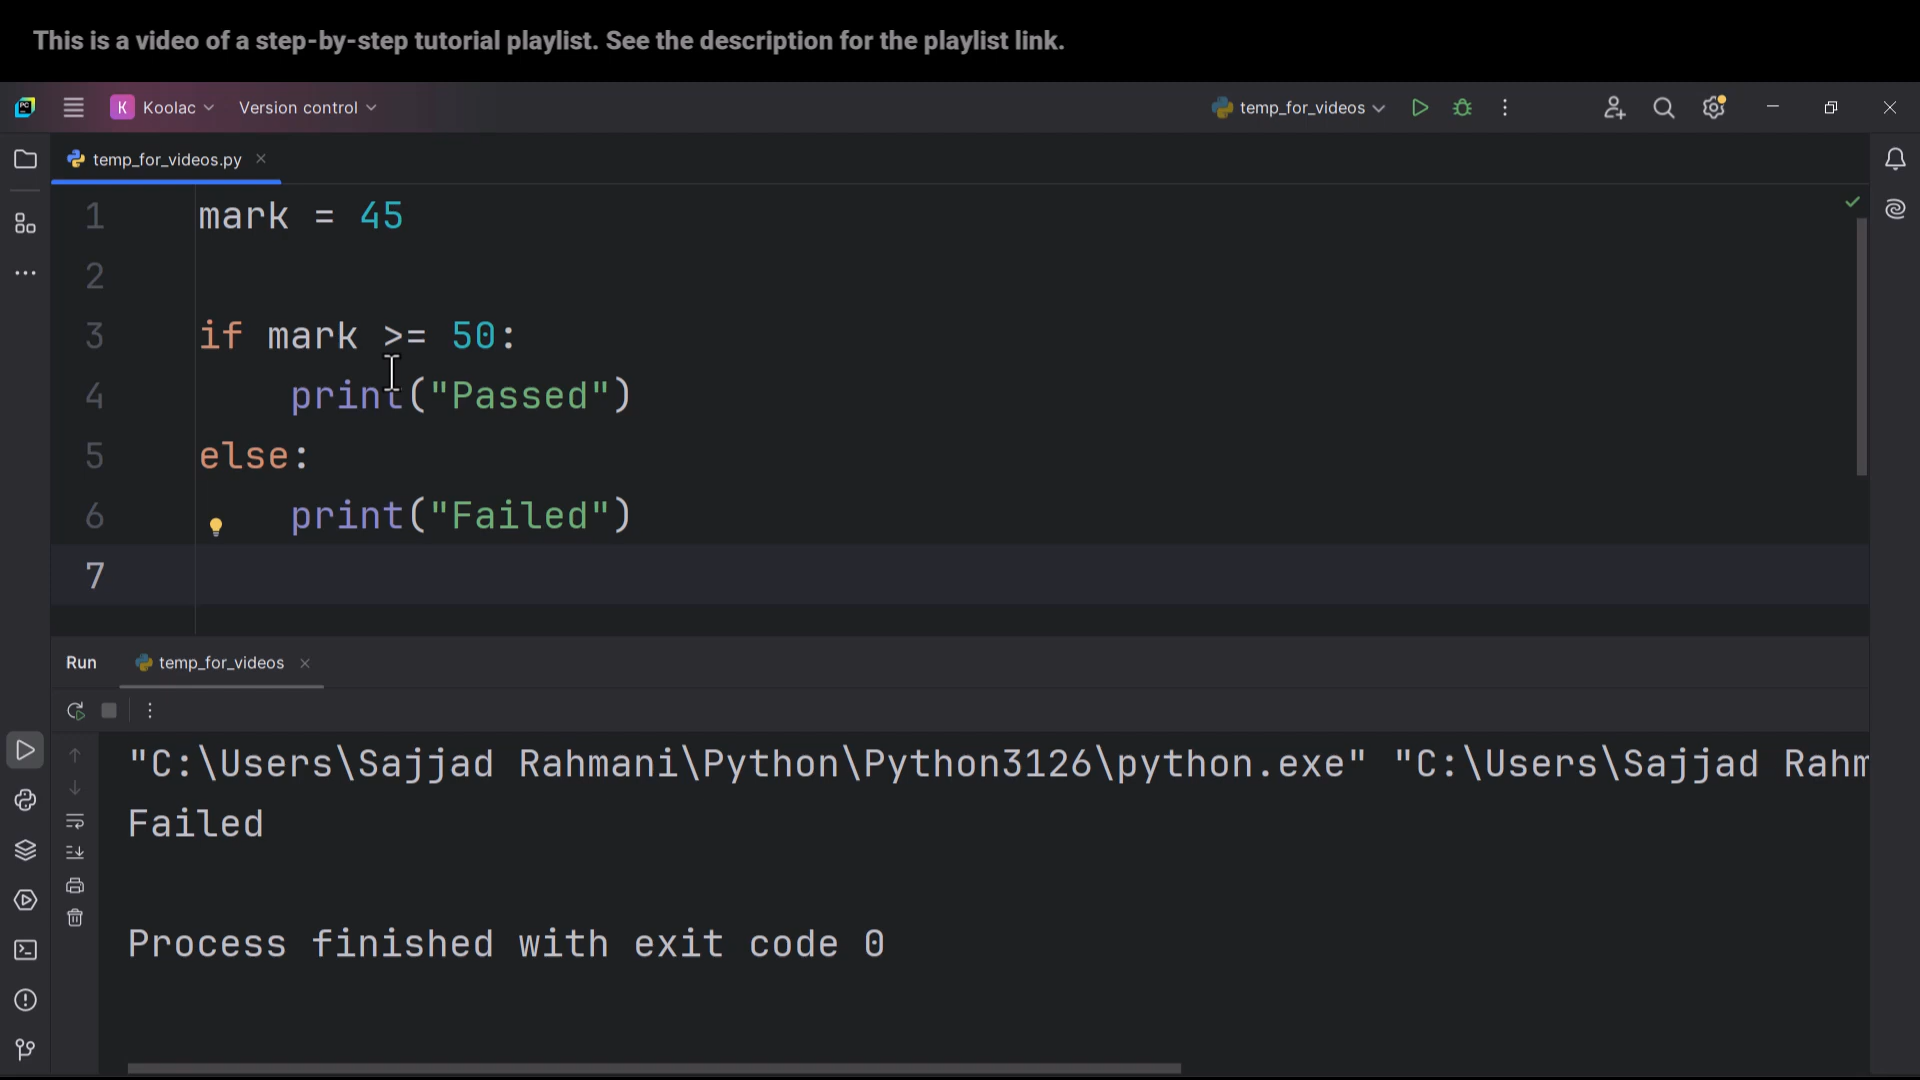 This is a video of a step-by-step tutorial playlist. See the description for the playlist link.
K Koolac Version control temp_for_videos
temp_for_videos.py
1 mark = 45
2
3 if mark >= 50:
4     print("Passed")
5 else:
6     print("Failed")
7
Run temp_for_videos
"C:\Users\Sajjad Rahmani\Python\Python3126\python.exe" "C:\Users\Sajjad Rahm
Failed
Process finished with exit code 0